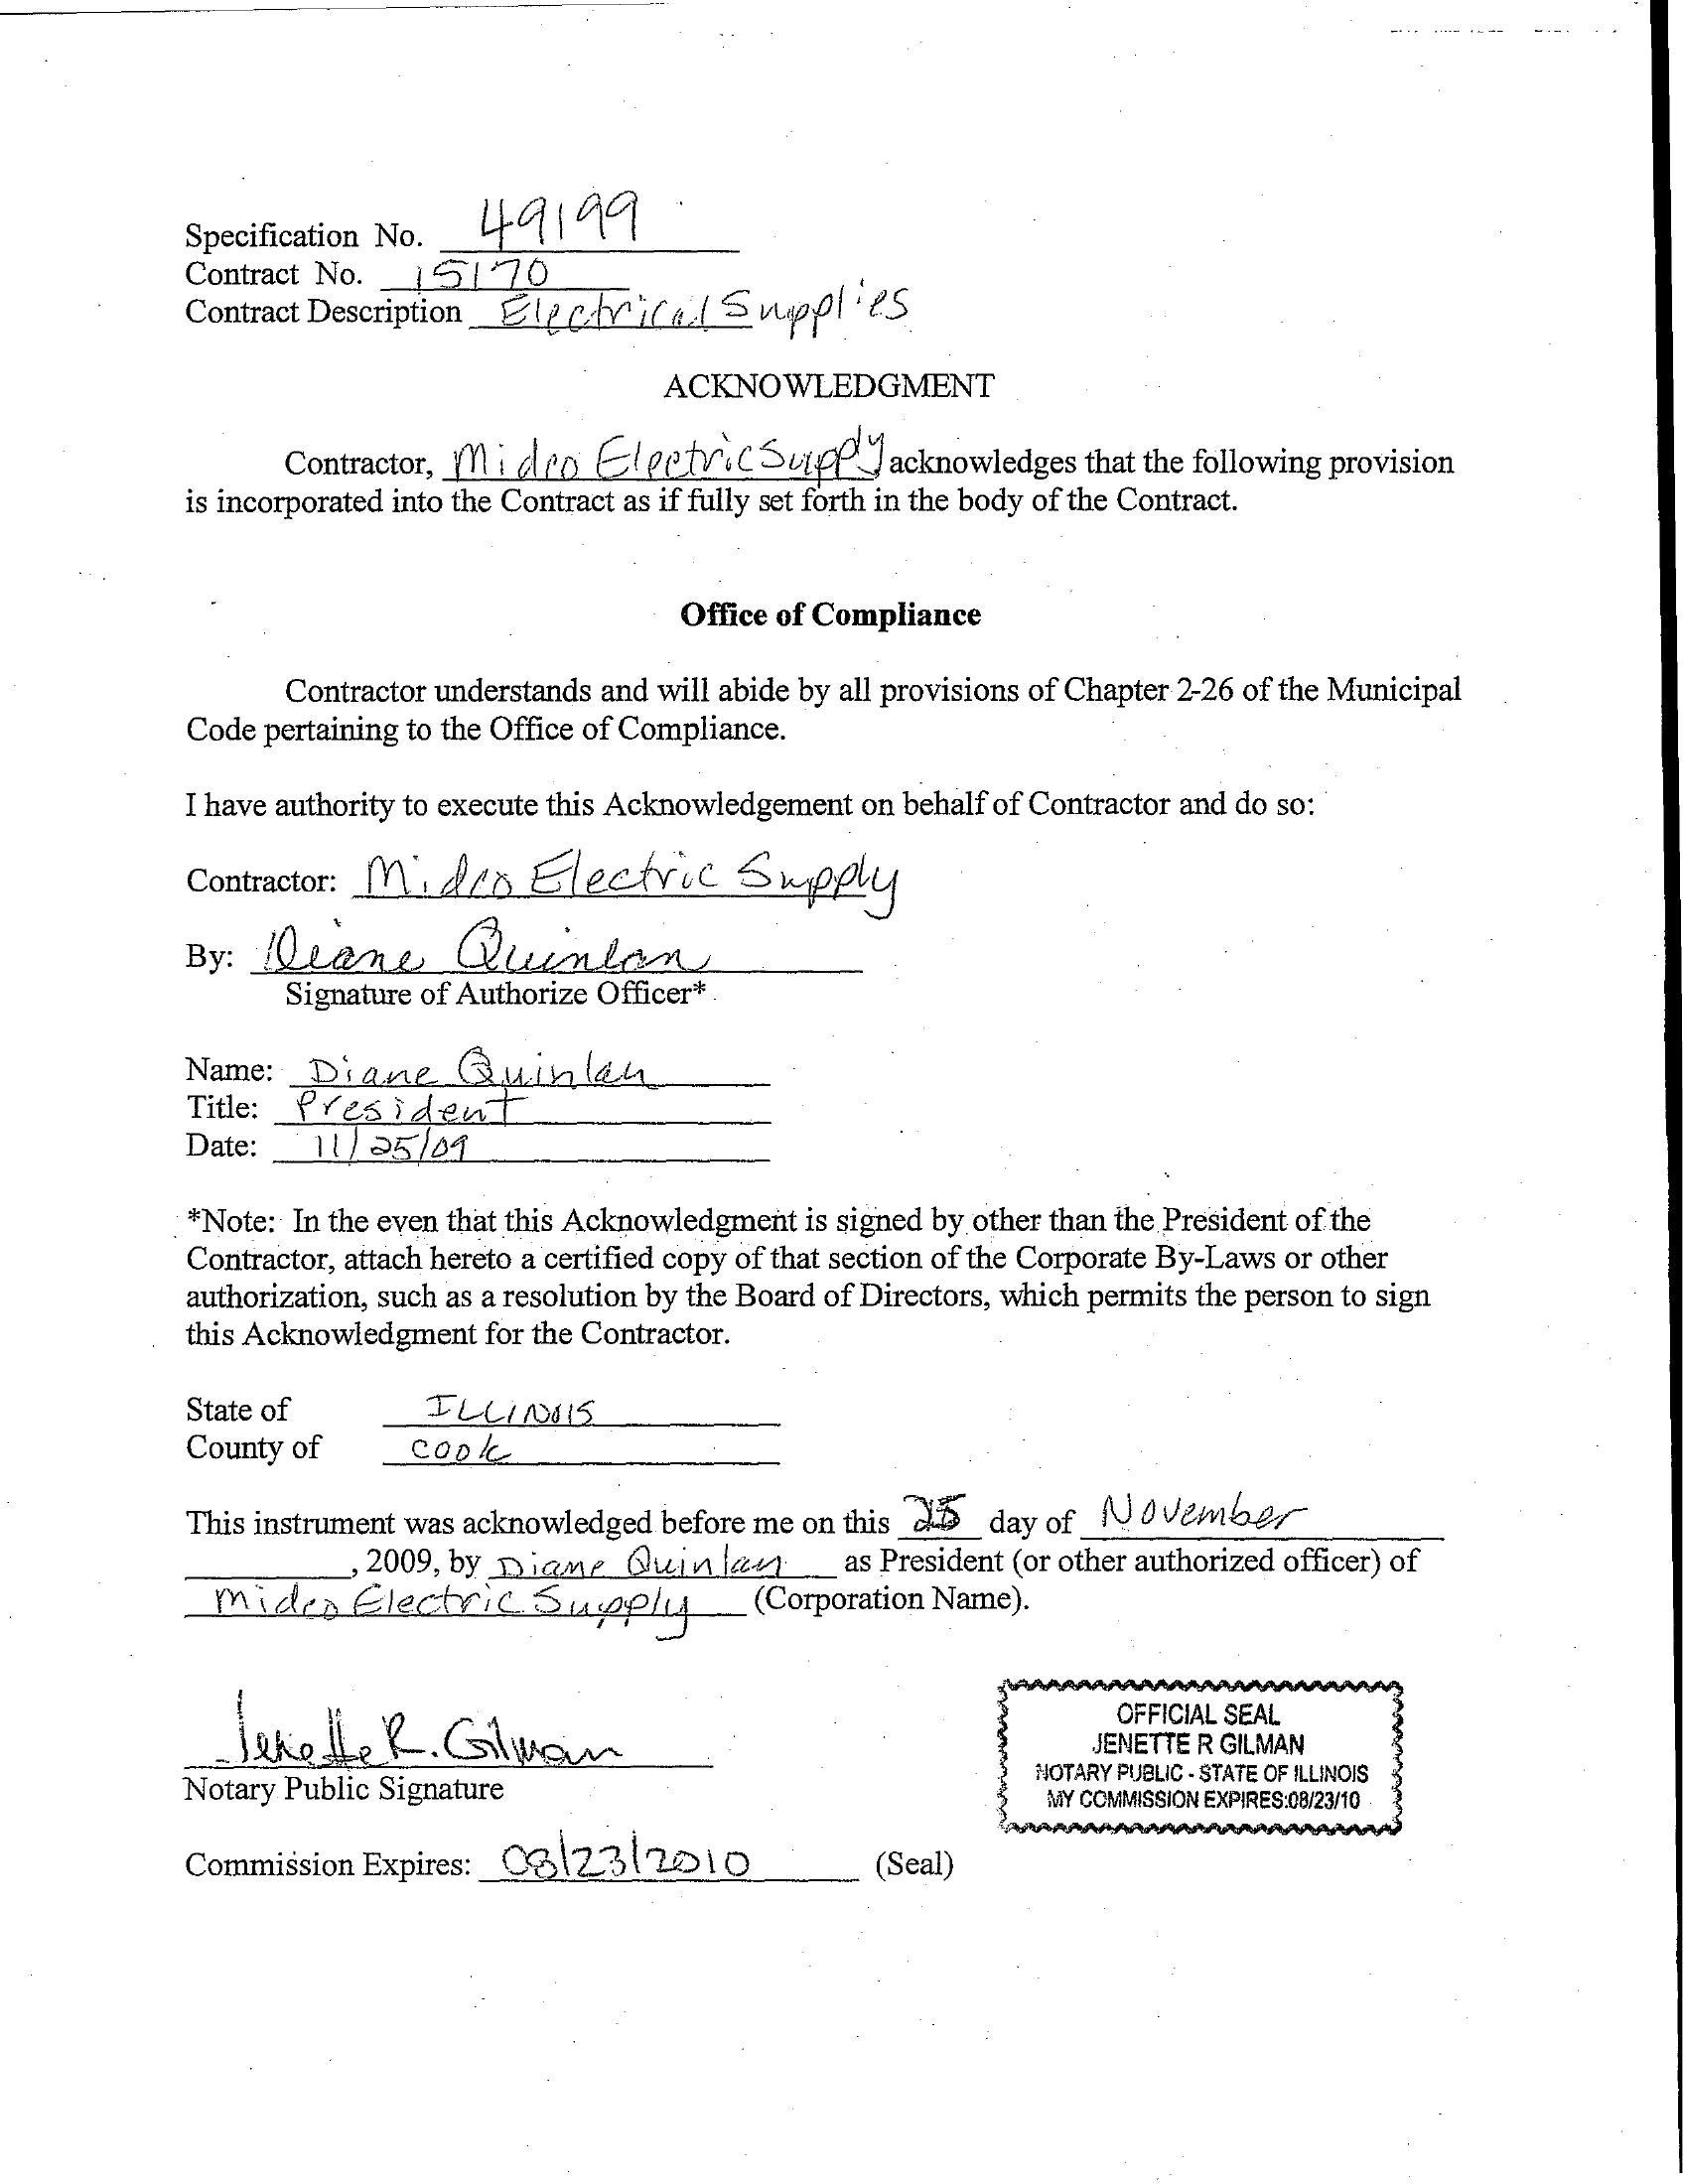 Specification No. 49199
Contract No. 15170
Contract Description Electrical Supplies
ACKNOWLEDGMENT
Contractor, Midco Electric Supply acknowledges that the following provision
is incorporated into the Contract as if fully set forth in the body of the Contract.
Office of Compliance
Contractor understands and will abide by all provisions of Chapter 2-26 of the Municipal
Code pertaining to the Office of Compliance.
I have authority to execute this Acknowledgement on behalf of Contractor and do so:
Contractor: Midco Electric Supply
By: Diane Quinlan
Signature of Authorize Officer*
Name: Diane Quinlan
Title: President
Date: 11/25/09
*Note: In the even that this Acknowledgment is signed by other than the President of the
Contractor, attach hereto a certified copy of that section of the Corporate By-Laws or other
authorization, such as a resolution by the Board of Directors, which permits the person to sign
this Acknowledgment for the Contractor.
State of ILLINOIS
County of COOK
This instrument was acknowledged before me on this 25 day of November
, 2009, by Diane Quinlan as President (or other authorized officer) of
Midco Electric Supply (Corporation Name).
Jenette R. Gilman
Notary Public Signature
OFFICIAL SEAL
JENETTE R GILMAN
NOTARY PUBLIC - STATE OF ILLINOIS
MY COMMISSION EXPIRES:08/23/10
Commission Expires: 08/23/2010 (Seal)